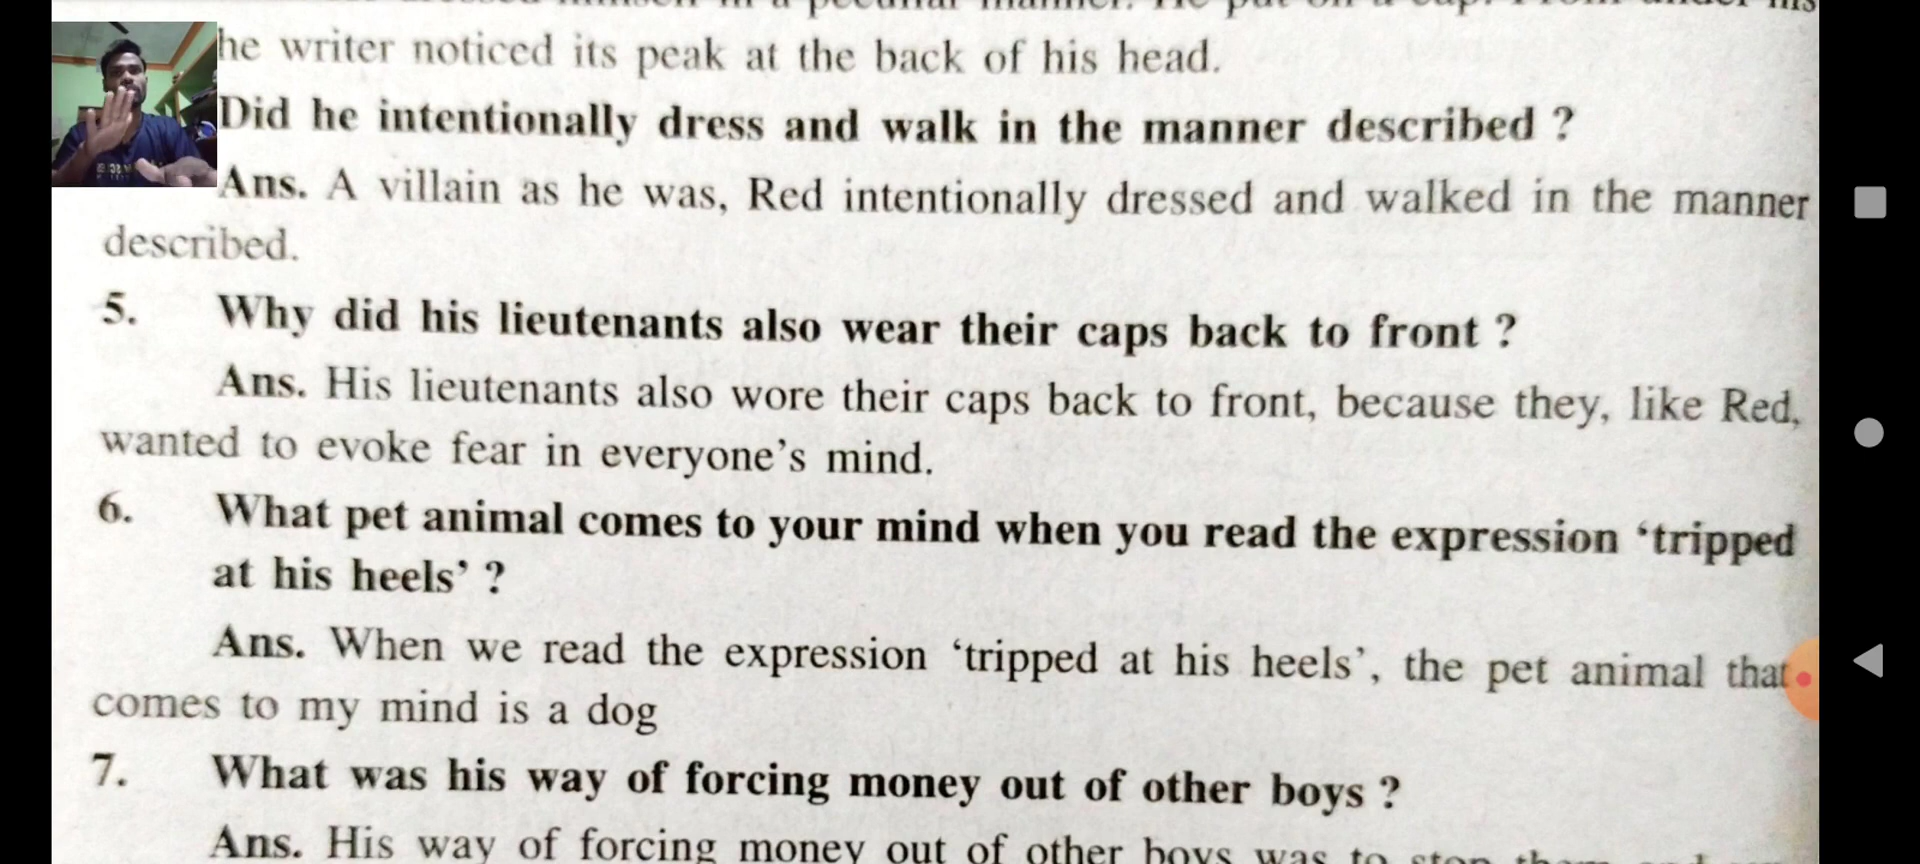 he writer noticed its peak at the back of his head.
Did he intentionally dress and walk in the manner described ?
Ans. A villain as he was, Red intentionally dressed and walked in the manner
described.
5. Why did his lieutenants also wear their caps back to front ?
Ans. His lieutenants also wore their caps back to front, because they, like Red,
wanted to evoke fear in everyone's mind.
6. What pet animal comes to your mind when you read the expression ‘tripped
at his heels’ ?
Ans. When we read the expression ‘tripped at his heels’, the pet animal that
comes to my mind is a dog
7. What was his way of forcing money out of other boys ?
Ans. His way of forcing money out of other boys was to stop